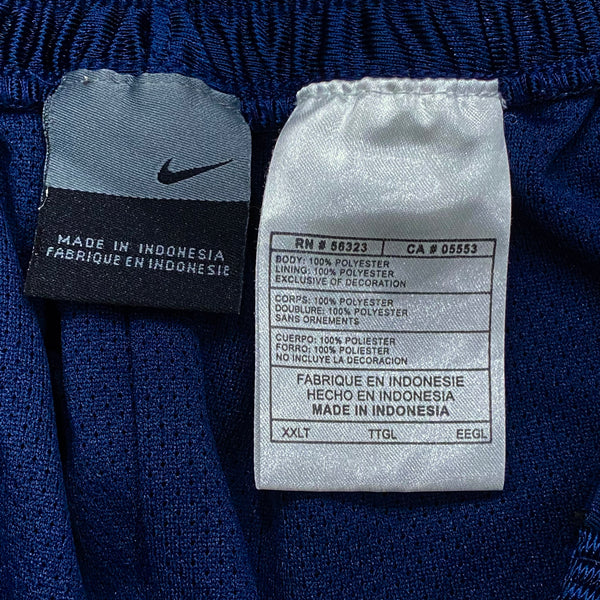 MADE IN INDONESIA
FABRIQUE EN INDONESIE
RN # 56323 CA # 05553
BODY: 100% POLYESTER
LINING: 100% POLYESTER
EXCLUSIVE OF DECORATION
CORPS: 100% POLYESTER
DOUBLURE: 100% POLYESTER
SANS ORNEMENTS
CUERPO: 100% POLIESTER
FORRO: 100% POLIESTER
NO INCLUYE LA DECORACION
FABRIQUE EN INDONESIE
HECHO EN INDONESIA
MADE IN INDONESIA
XXLT TTGL EEGL